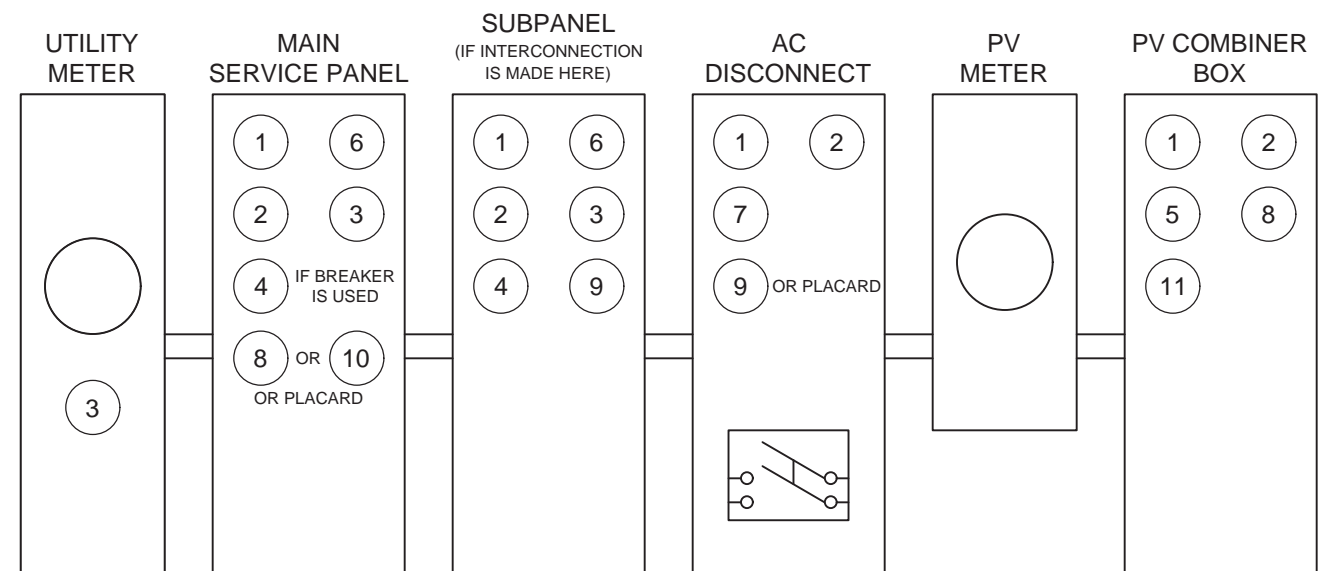 UTILITY
METER
MAIN
SERVICE PANEL
SUBPANEL
(IF INTERCONNECTION
IS MADE HERE)
AC
DISCONNECT
PV
METER
PV COMBINER
BOX
3
1 6
2 3
4 IF BREAKER
IS USED
8 OR 10
OR PLACARD
1 6
2 3
4 9
1 2
7
9 OR PLACARD
1 2
5 8
11